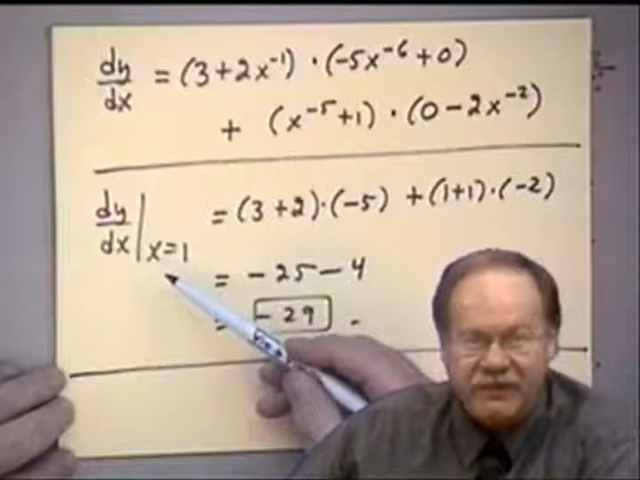 dy/dx = (3+2x⁻¹)·(-5x⁻⁶+0)
+ (x⁻⁵+1)·(0-2x⁻²)
dy/dx|x=1 = (3+2)·(-5) + (1+1)·(-2)
= -25-4
= -29.